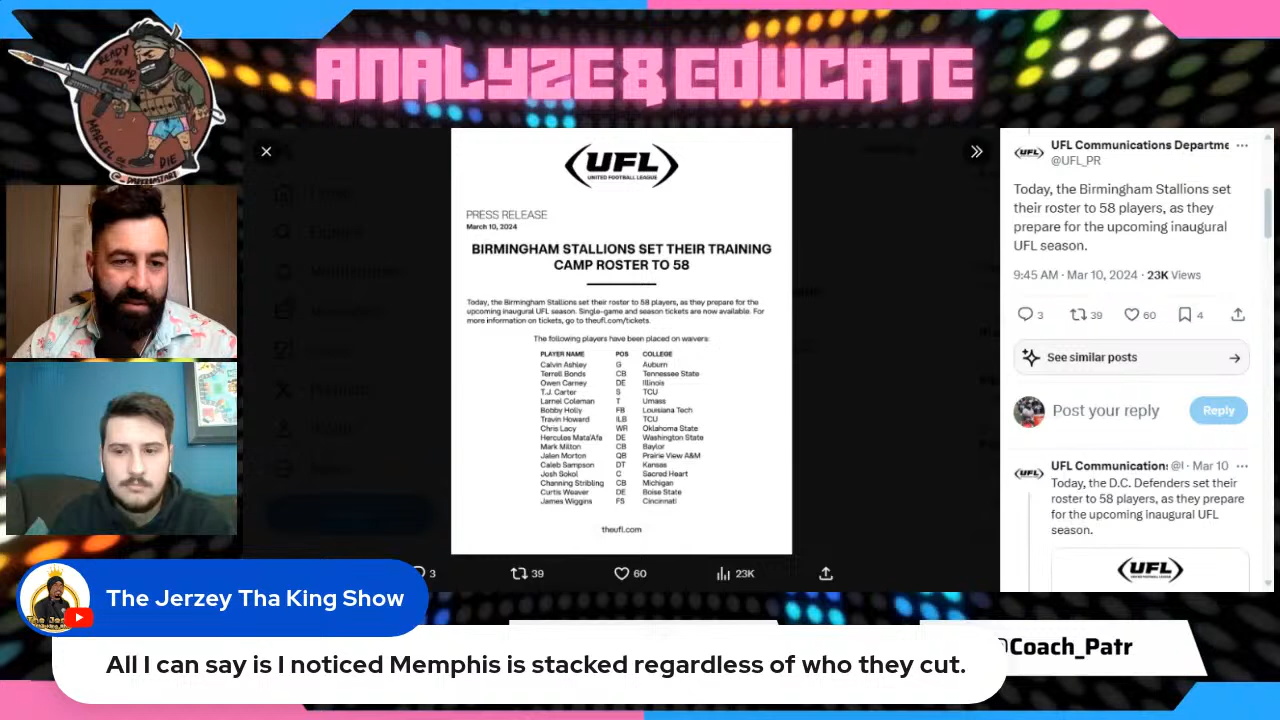 ANALYZE & EDUCATE
READY TO DEFEND
MARCEL OR DIE
UFL
UNITED FOOTBALL LEAGUE
PRESS RELEASE
March 10, 2024
BIRMINGHAM STALLIONS SET THEIR TRAINING
CAMP ROSTER TO 58
Today, the Birmingham Stallions set their roster to 58 players, as they prepare for the
upcoming inaugural UFL season. Single-game and season tickets are now available. For
more information on tickets, go to theufl.com/tickets.
The following players have been placed on waivers:
PLAYER NAME POS COLLEGE
Calvin Ashley G Auburn
Terrell Bonds CB Tennessee State
Owen Carney DE Illinois
T.J. Carter S TCU
Larnel Coleman T Umass
Bobby Holly FB Louisiana Tech
Travin Howard ILB TCU
Chris Lacy WR Oklahoma State
Hercules Mata'Afa DE Washington State
Mark Milton CB Baylor
Jalen Morton QB Prairie View A&M
Caleb Sampson DT Kansas
Josh Sokol C Sacred Heart
Channing Stribling CB Michigan
Curtis Weaver DE Boise State
James Wiggins FS Cincinnati
theufl.com
3 39 60 23K
UFL
UFL Communications Departme ...
@UFL_PR
Today, the Birmingham Stallions set
their roster to 58 players, as they
prepare for the upcoming inaugural
UFL season.
9:45 AM · Mar 10, 2024 · 23K Views
3 39 60 4
See similar posts
Post your reply Reply
UFL
UFL Communications @l · Mar 10 ...
Today, the D.C. Defenders set their
roster to 58 players, as they prepare
for the upcoming inaugural UFL
season.
UFL
The Jerzey Tha King Show
@Coach_Patr
All I can say is I noticed Memphis is stacked regardless of who they cut.